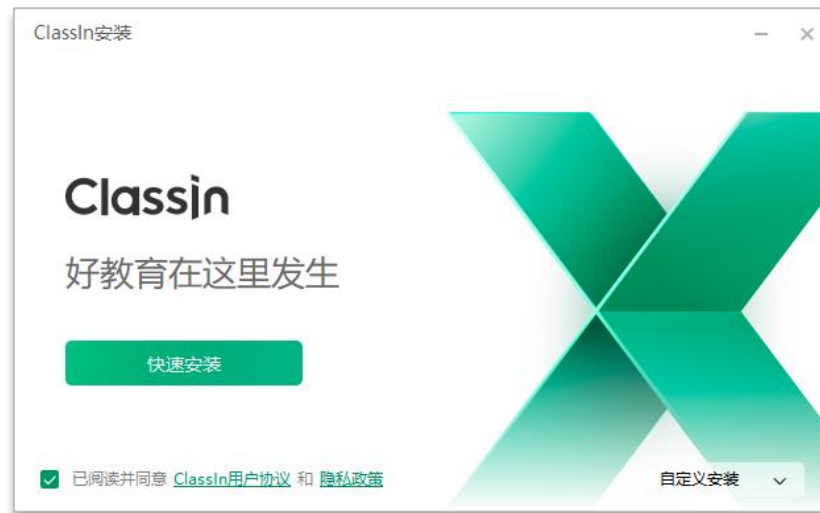 ClassIn安装
Classin
好教育在这里发生
快速安装
已阅读并同意 ClassIn用户协议 和 隐私政策
自定义安装